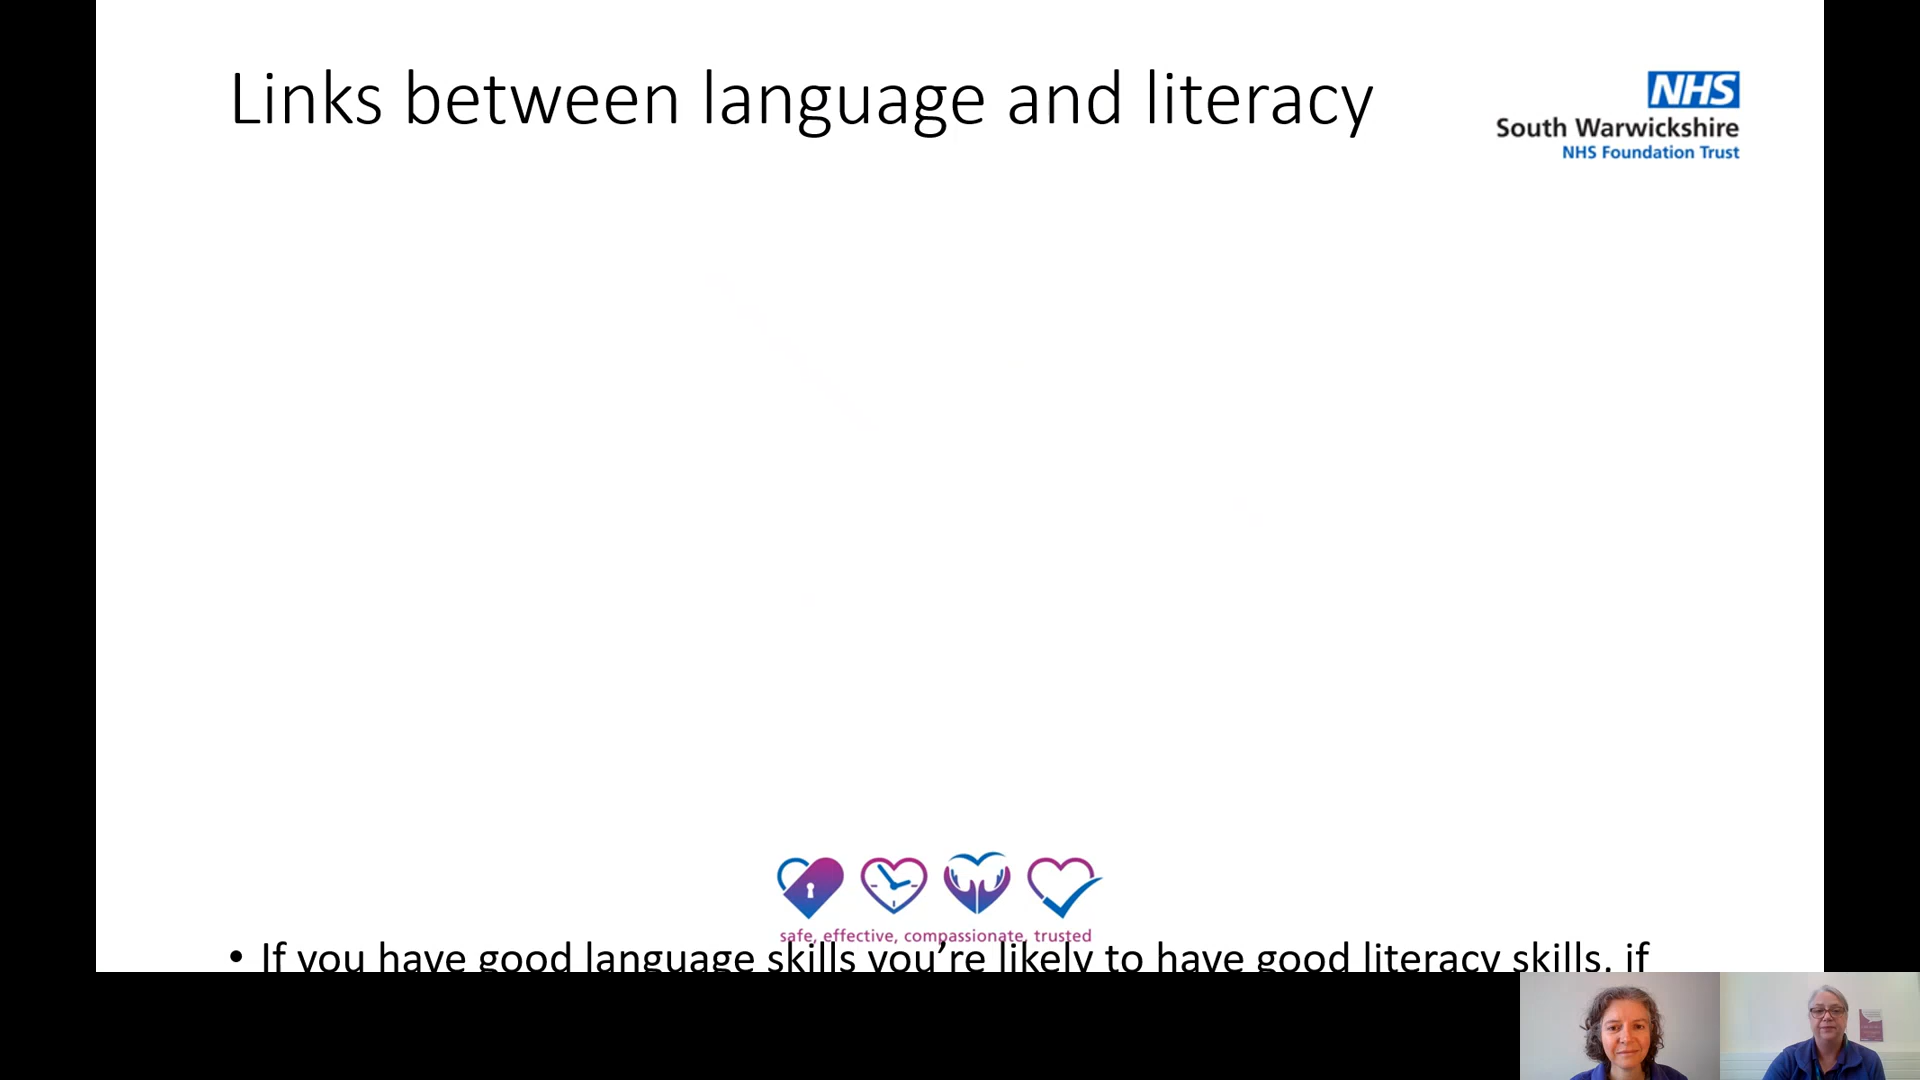 Links between language and literacy
NHS
South Warwickshire
NHS Foundation Trust
safe, effective, compassionate, trusted
• If you have good language skills you’re likely to have good literacy skills, if